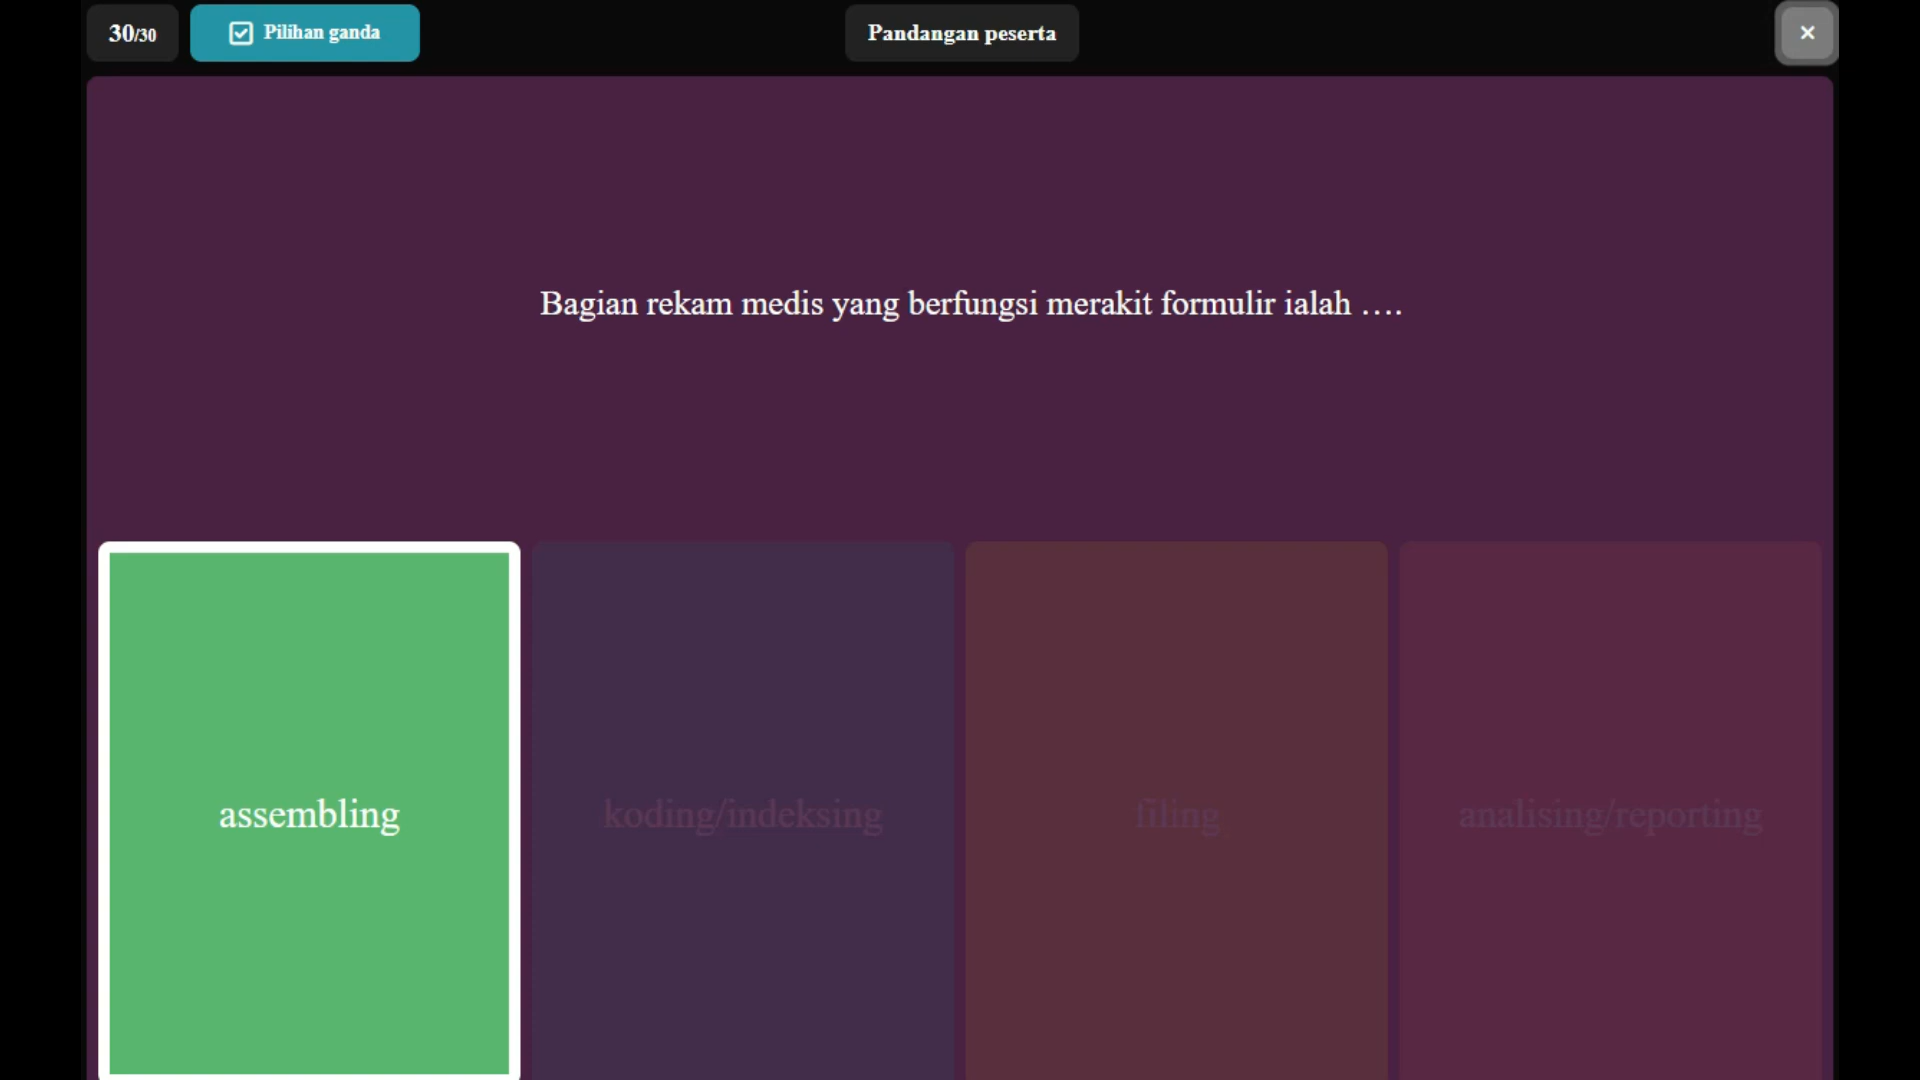 30/30
Pilihan ganda
Pandangan peserta
Bagian rekam medis yang berfungsi merakit formulir ialah ….
assembling
koding/indeksing
filing
analising/reporting